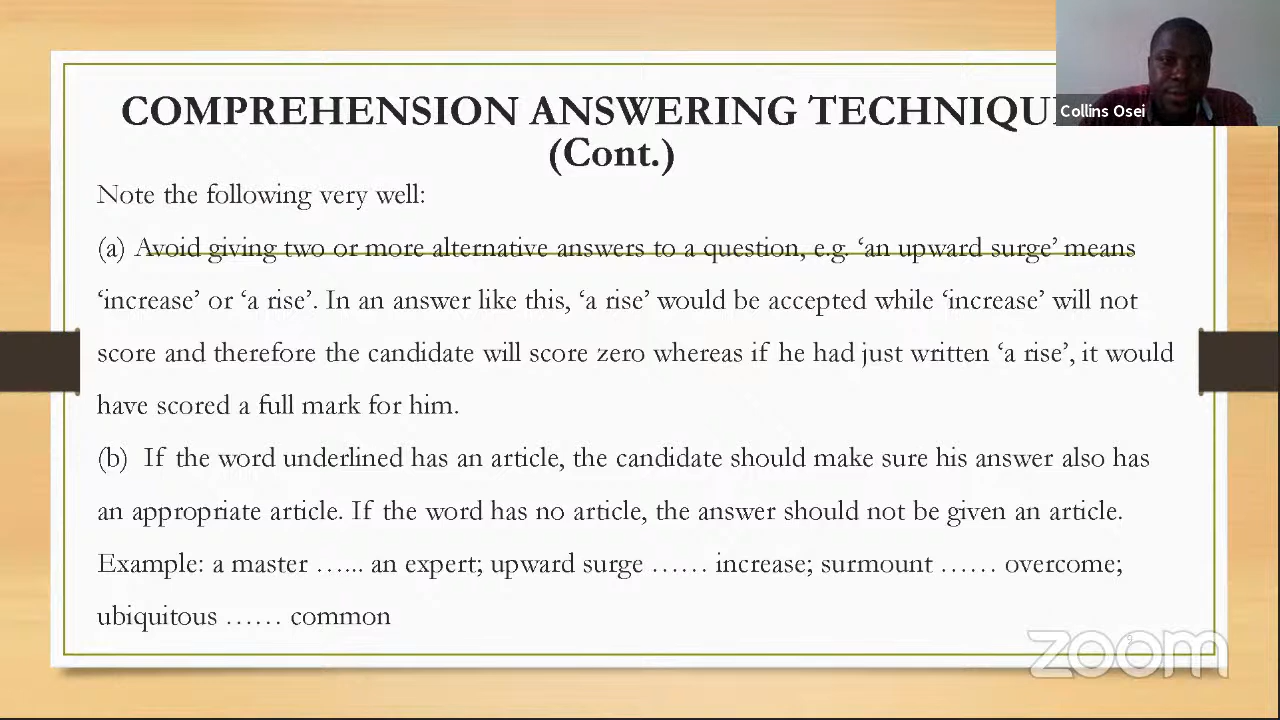 COMPREHENSION ANSWERING TECHNIQU
(Cont.)
Collins Osei
Note the following very well:
(a) Avoid giving two or more alternative answers to a question, e.g. ‘an upward surge’ means
‘increase’ or ‘a rise’. In an answer like this, ‘a rise’ would be accepted while ‘increase’ will not
score and therefore the candidate will score zero whereas if he had just written ‘a rise’, it would
have scored a full mark for him.
(b) If the word underlined has an article, the candidate should make sure his answer also has
an appropriate article. If the word has no article, the answer should not be given an article.
Example: a master …... an expert; upward surge …… increase; surmount …… overcome;
ubiquitous …… common
zoom
9